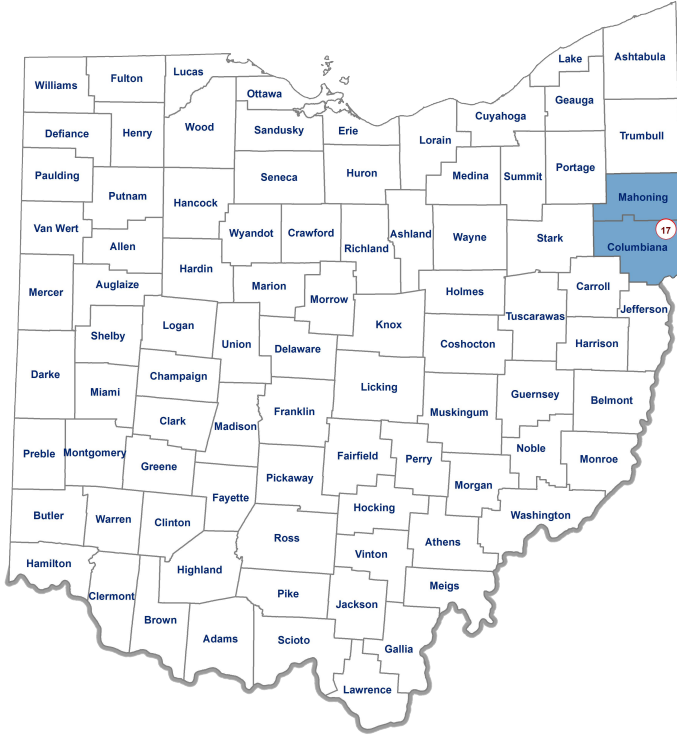 Lake
Ashtabula
Williams
Fulton
Lucas
Ottawa
Geauga
Cuyahoga
Defiance
Henry
Wood
Sandusky
Erie
Lorain
Trumbull
Paulding
Putnam
Hancock
Seneca
Huron
Medina
Summit
Portage
Mahoning
Van Wert
Allen
Wyandot
Crawford
Richland
Ashland
Wayne
Stark
17
Columbiana
Mercer
Auglaize
Hardin
Marion
Morrow
Holmes
Carroll
Tuscarawas
Jefferson
Shelby
Logan
Union
Delaware
Knox
Coshocton
Harrison
Darke
Miami
Champaign
Licking
Guernsey
Belmont
Clark
Madison
Franklin
Muskingum
Preble
Montgomery
Greene
Fairfield
Perry
Noble
Monroe
Fayette
Pickaway
Morgan
Butler
Warren
Clinton
Ross
Hocking
Athens
Washington
Hamilton
Highland
Vinton
Meigs
Clermont
Brown
Adams
Pike
Scioto
Jackson
Gallia
Lawrence